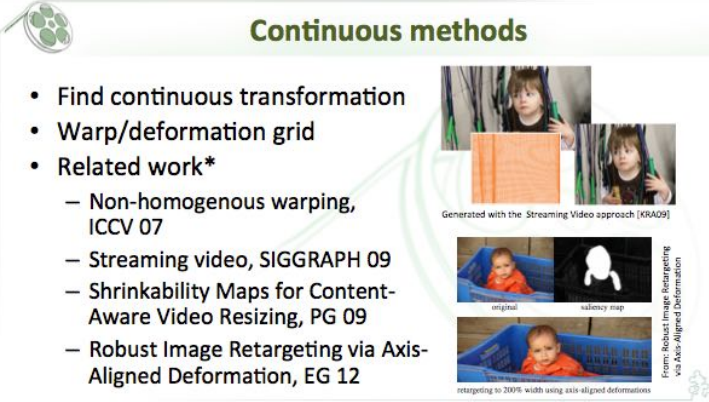 Continuous methods
• Find continuous transformation
• Warp/deformation grid
• Related work*
– Non-homogenous warping,
ICCV 07
– Streaming video, SIGGRAPH 09
– Shrinkability Maps for Content-
Aware Video Resizing, PG 09
– Robust Image Retargeting via Axis-
Aligned Deformation, EG 12
Generated with the Streaming Video approach [KRA09]
original
saliency map
retargeting to 200% width using axis-aligned deformations
From: Robust Image Retargeting
via Axis-Aligned Deformation